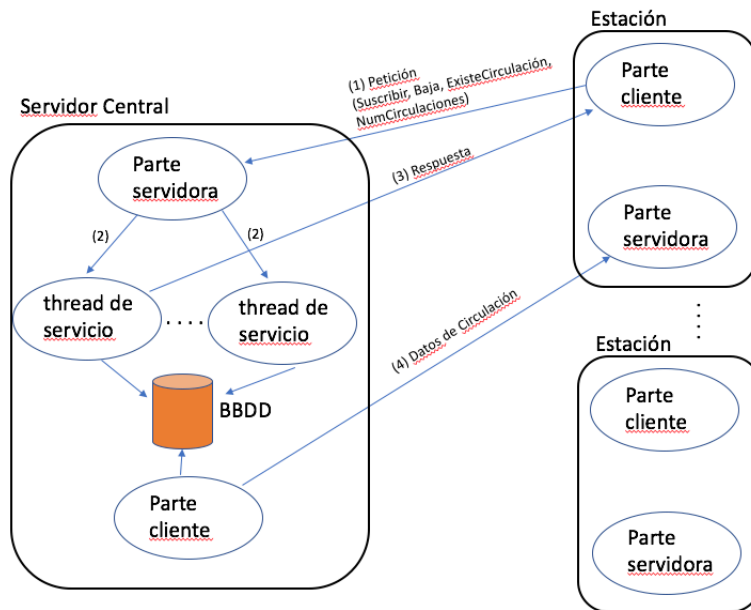 Estación
(1) Petición
(Suscribir, Baja, ExisteCirculación,
NumCirculaciones)
Parte
cliente
Servidor Central
Parte
servidora
(3) Respuesta
(2)
(2)
Parte
servidora
thread de
servicio
. . . .
thread de
servicio
(4) Datos de Circulación
Estación
BBDD
Parte
cliente
Parte
cliente
Parte
servidora